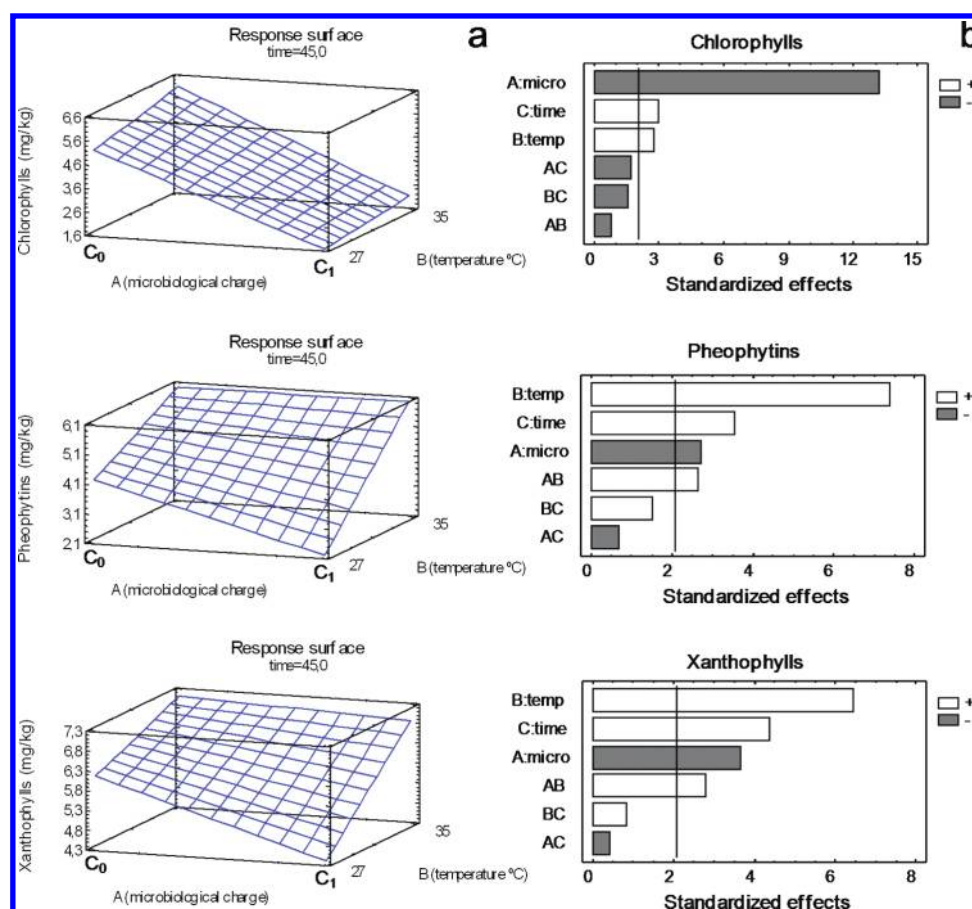 a
b
Response surface
time=45,0
Chlorophylls (mg/kg)
6,6
5,6
4,6
3,6
2,6
1,6
C0
C1
27
35
A (microbiological charge)
B (temperature ºC)
Chlorophylls
A:micro
C:time
B:temp
AC
BC
AB
0 3 6 9 12 15
Standardized effects
+
-
Response surface
time=45,0
Pheophytins (mg/kg)
6,1
5,1
4,1
3,1
2,1
C0
C1
27
35
A (microbiological charge)
B (temperature ºC)
Pheophytins
B:temp
C:time
A:micro
AB
BC
AC
0 2 4 6 8
Standardized effects
+
-
Response surface
time=45,0
Xanthophylls (mg/kg)
7,3
6,8
6,3
5,8
5,3
4,8
4,3
C0
C1
27
35
A (microbiological charge)
B (temperature ºC)
Xanthophylls
B:temp
C:time
A:micro
AB
BC
AC
0 2 4 6 8
Standardized effects
+
-